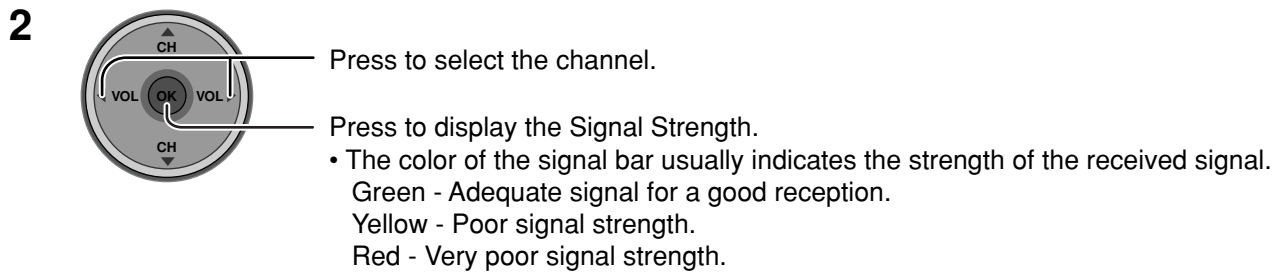 2
CH
VOL OK VOL
CH
Press to select the channel.
Press to display the Signal Strength.
• The color of the signal bar usually indicates the strength of the received signal.
Green - Adequate signal for a good reception.
Yellow - Poor signal strength.
Red - Very poor signal strength.